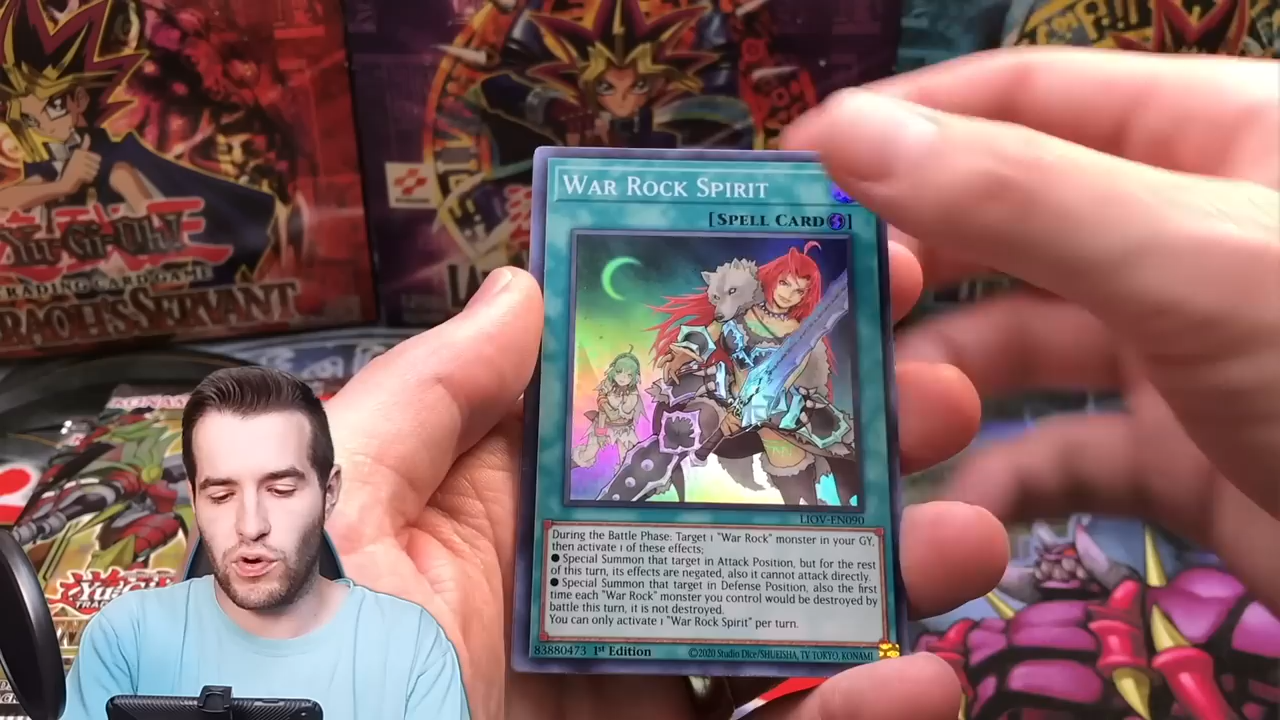 Yu-Gi-Oh!
TRADING CARD GAME
PHARAOH'S SERVANT
KONAMI
WAR ROCK SPIRIT
[SPELL CARD]
LIOV-EN090
During the Battle Phase: Target 1 "War Rock" monster in your GY,
then activate 1 of these effects;
● Special Summon that target in Attack Position, but for the rest
of this turn, its effects are negated, also it cannot attack directly.
● Special Summon that target in Defense Position, also the first
time each "War Rock" monster you control would be destroyed by
battle this turn, it is not destroyed.
You can only activate 1 "War Rock Spirit" per turn.
83880473 1st Edition ©2020 Studio Dice/SHUEISHA, TV TOKYO, KONAMI